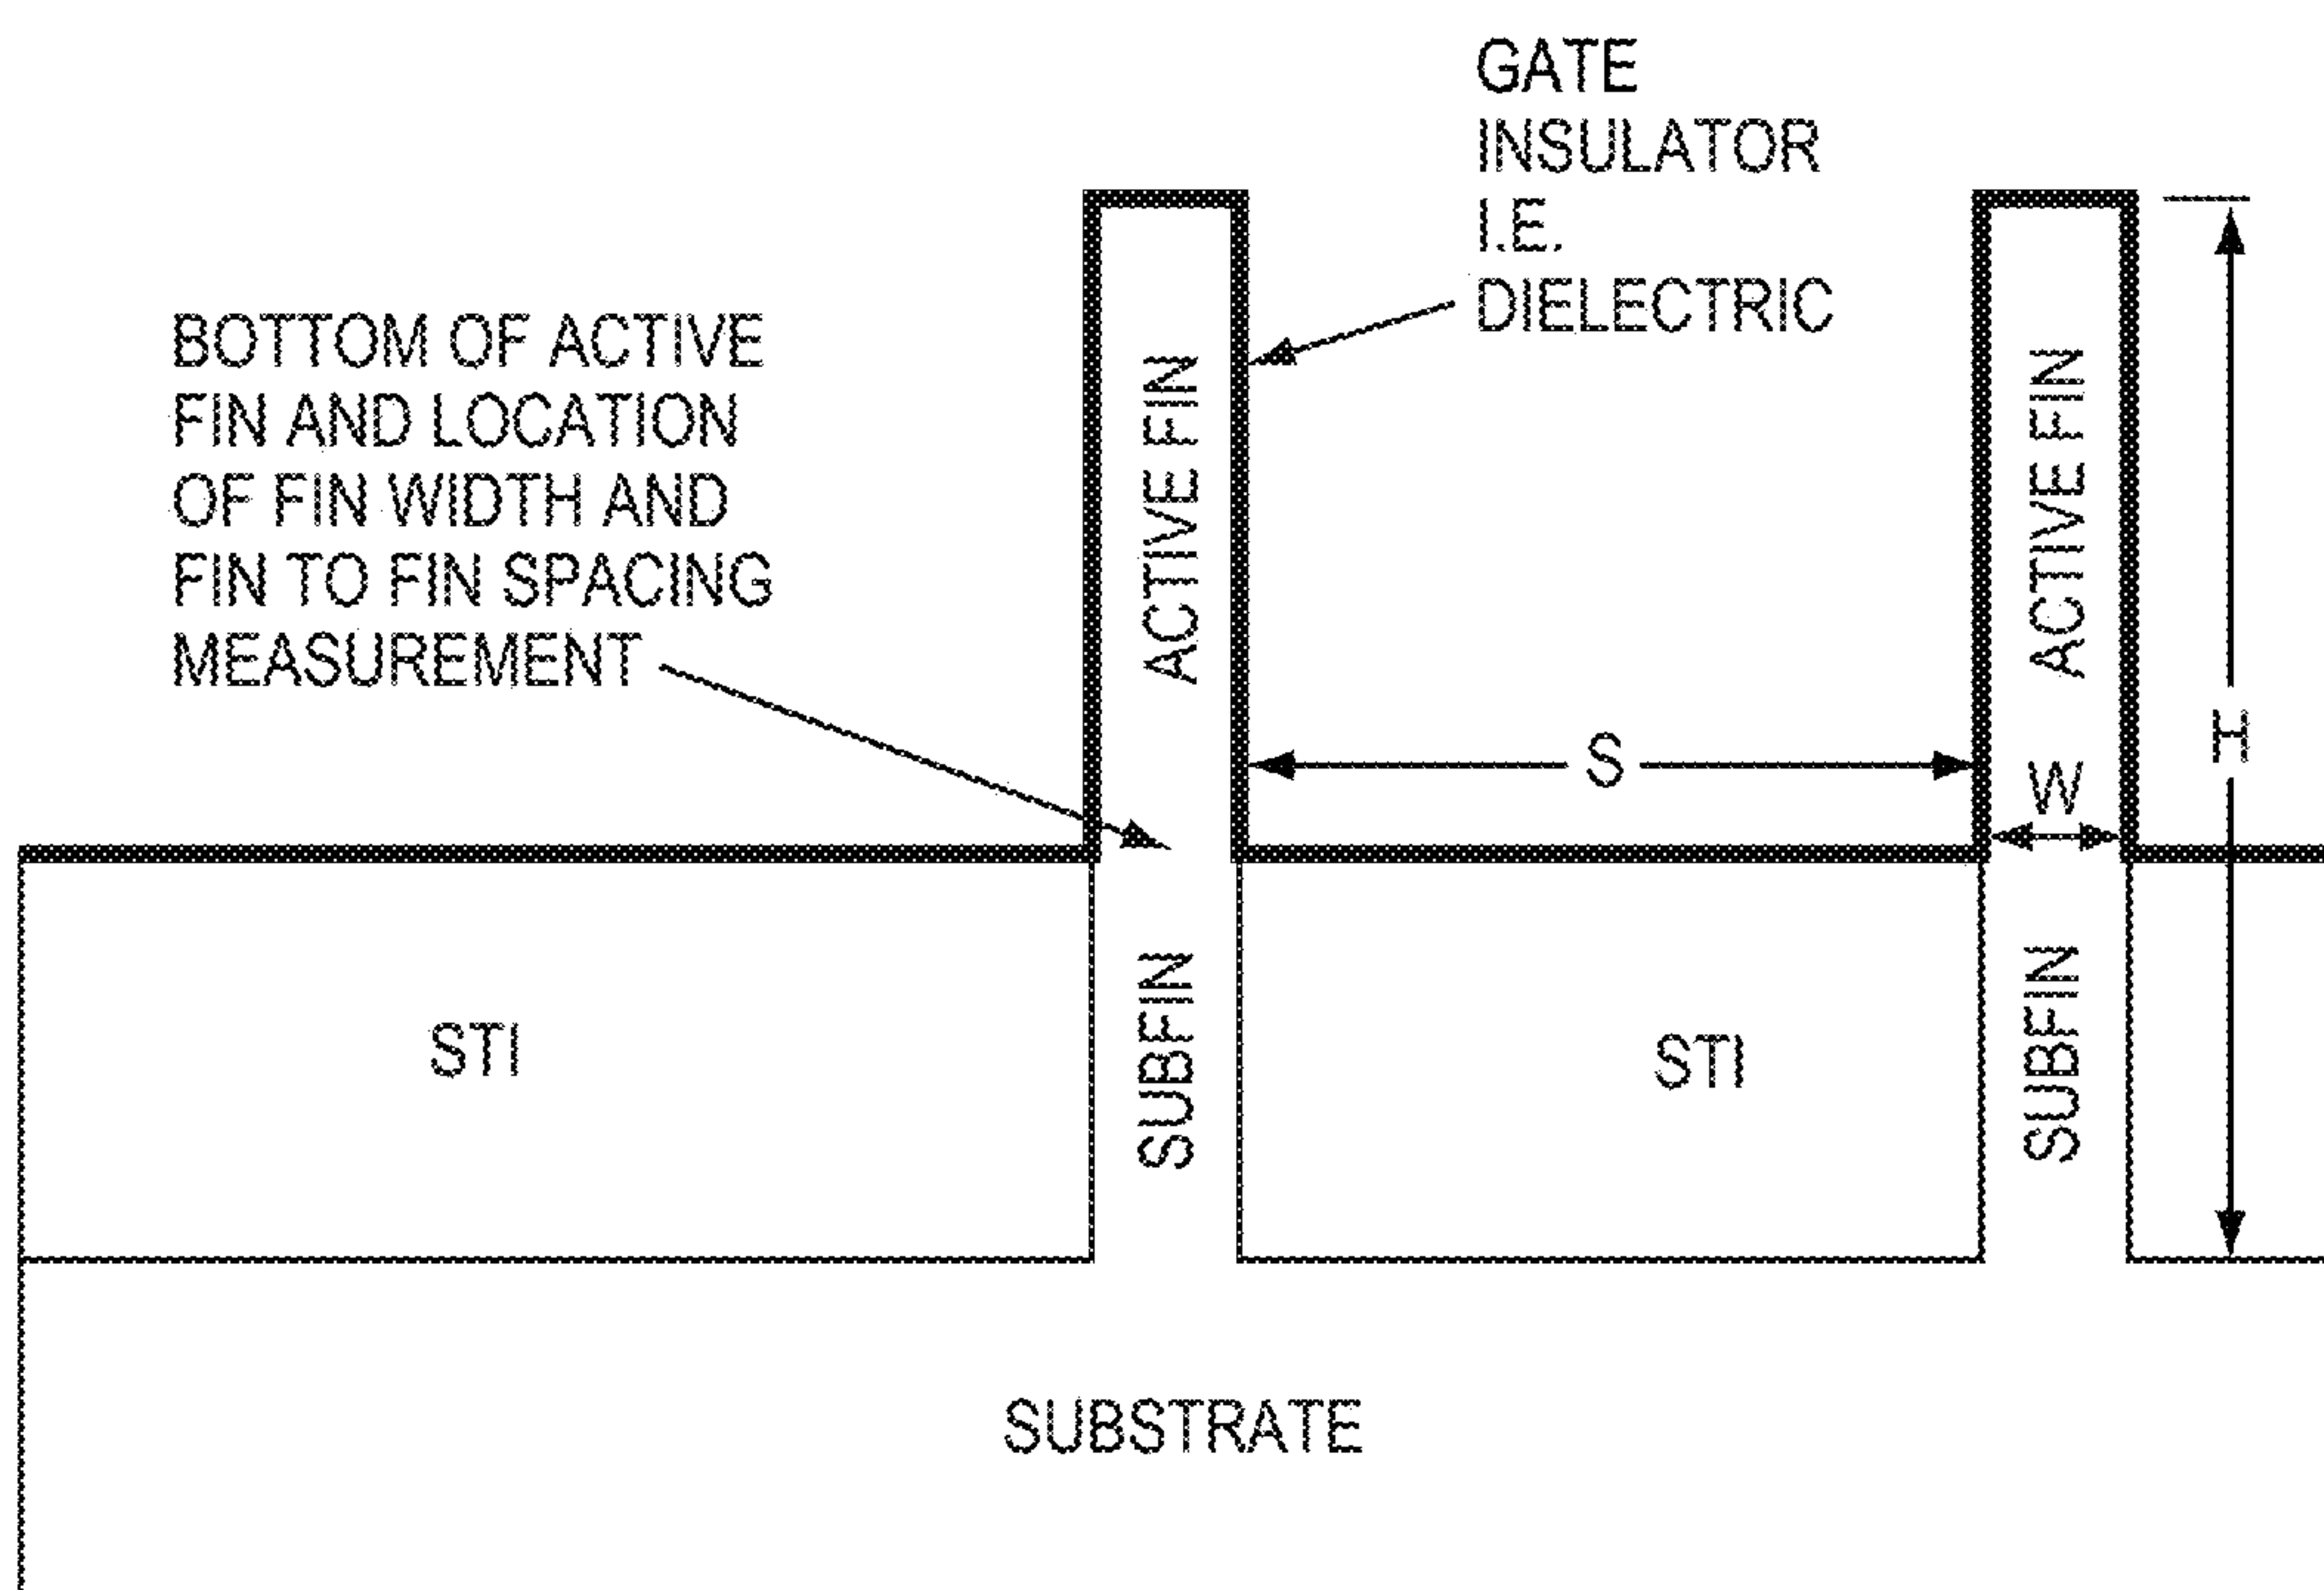 GATE
INSULATOR
I.E.
DIELECTRIC
BOTTOM OF ACTIVE
FIN AND LOCATION
OF FIN WIDTH AND
FIN TO FIN SPACING
MEASUREMENT
ACTIVE FIN
ACTIVE FIN
S
W
H
STI
SUBFIN
STI
SUBFIN
SUBSTRATE